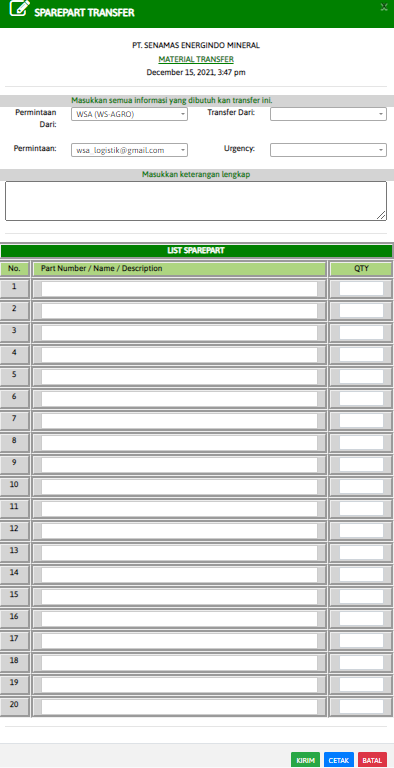 SPAREPART TRANSFER
PT. SENAMAS ENERGINDO MINERAL
MATERIAL TRANSFER
December 15, 2021, 3:47 pm
Masukkan semua informasi yang dibutuh kan transfer ini.
Permintaan Dari: WSA (WS-AGRO) Transfer Dari:
Permintaan: wsa_logistik@gmail.com Urgency:
Masukkan keterangan lengkap
LIST SPAREPART
No. Part Number / Name / Description QTY
1
2
3
4
5
6
7
8
9
10
11
12
13
14
15
16
17
18
19
20
KIRIM CETAK BATAL